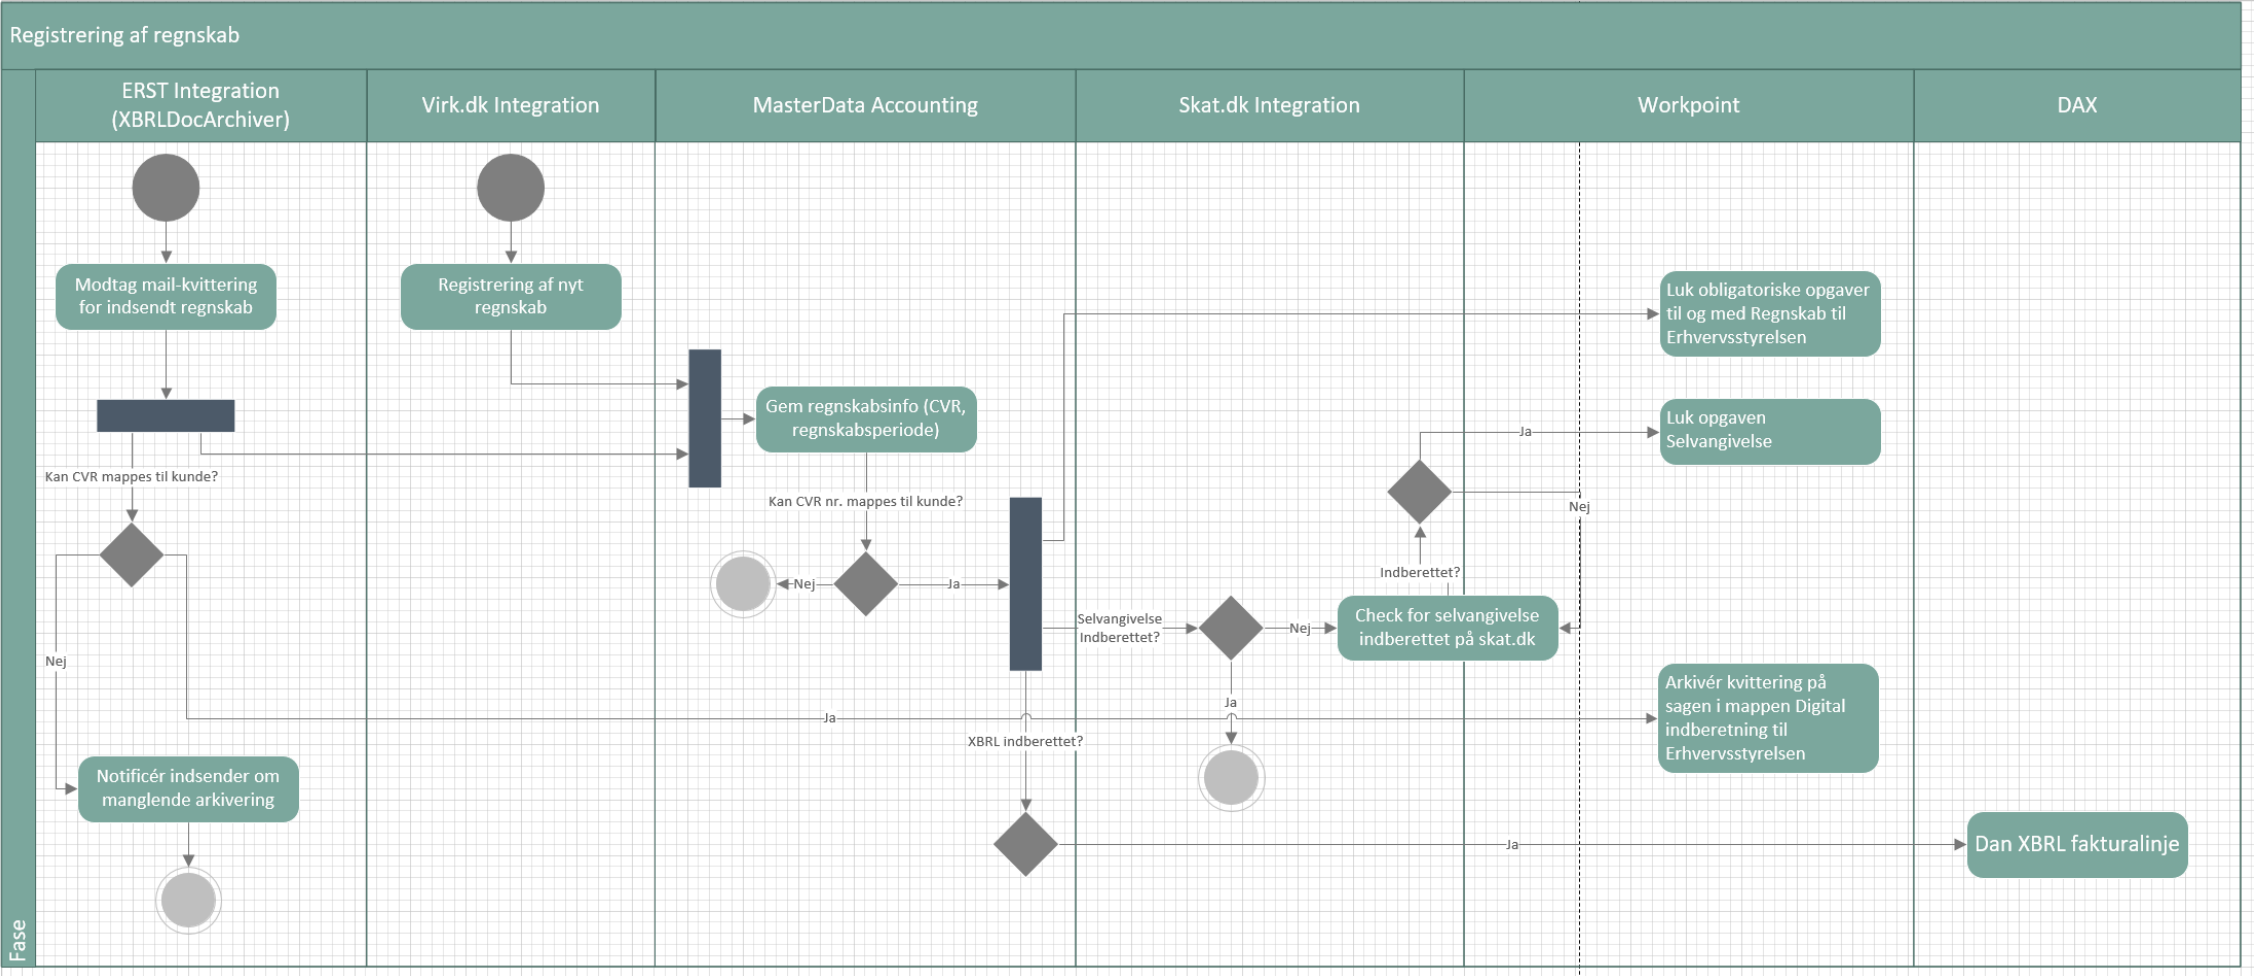 Registrering af regnskab
ERST Integration
(XBRLDocArchiver)
Virk.dk Integration
MasterData Accounting
Skat.dk Integration
Workpoint
DAX
Fase
Modtag mail-kvittering
for indsendt regnskab
Kan CVR mappes til kunde?
Nej
Ja
Notificér indsender om
manglende arkivering
Registrering af nyt
regnskab
Gem regnskabsinfo (CVR,
regnskabsperiode)
Kan CVR nr. mappes til kunde?
Nej
Ja
XBRL indberettet?
Ja
Selvangivelse
Indberettet?
Nej
Ja
Check for selvangivelse
indberettet på skat.dk
Indberettet?
Ja
Nej
Luk obligatoriske opgaver
til og med Regnskab til
Erhvervsstyrelsen
Luk opgaven
Selvangivelse
Arkivér kvittering på
sagen i mappen Digital
indberetning til
Erhvervsstyrelsen
Dan XBRL fakturalinje